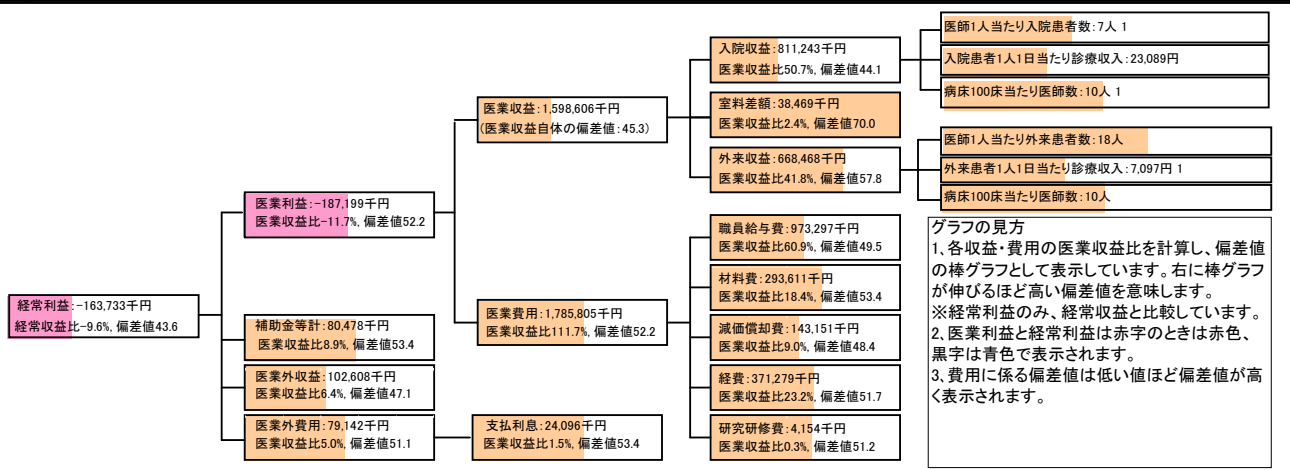 経常利益:-163,733千円
経常収益比-9.6%, 偏差値43.6
医業利益:-187,199千円
医業収益比-11.7%, 偏差値52.2
補助金等計:80,478千円
医業収益比8.9%, 偏差値53.4
医業外収益:102,608千円
医業収益比6.4%, 偏差値47.1
医業外費用:79,142千円
医業収益比5.0%, 偏差値51.1
医業収益:1,598,606千円
(医業収益自体の偏差値:45.3)
医業費用:1,785,805千円
医業収益比111.7%, 偏差値52.2
支払利息:24,096千円
医業収益比1.5%, 偏差値53.4
入院収益:811,243千円
医業収益比50.7%, 偏差値44.1
室料差額:38,469千円
医業収益比2.4%, 偏差値70.0
外来収益:668,468千円
医業収益比41.8%, 偏差値57.8
職員給与費:973,297千円
医業収益比60.9%, 偏差値49.5
材料費:293,611千円
医業収益比18.4%, 偏差値53.4
減価償却費:143,151千円
医業収益比9.0%, 偏差値48.4
経費:371,279千円
医業収益比23.2%, 偏差値51.7
研究研修費:4,154千円
医業収益比0.3%, 偏差値51.2
医師1人当たり入院患者数:7人 1
入院患者1人1日当たり診療収入:23,089円
病床100床当たり医師数:10人 1
医師1人当たり外来患者数:18人
外来患者1人1日当たり診療収入:7,097円 1
病床100床当たり医師数:10人
グラフの見方
1、各収益・費用の医業収益比を計算し、偏差値
の棒グラフとして表示しています。右に棒グラフ
が伸びるほど高い偏差値を意味します。
※経常利益のみ、経常収益と比較しています。
2、医業利益と経常利益は赤字のときは赤色、
黒字は青色で表示されます。
3、費用に係る偏差値は低い値ほど偏差値が高
く表示されます。